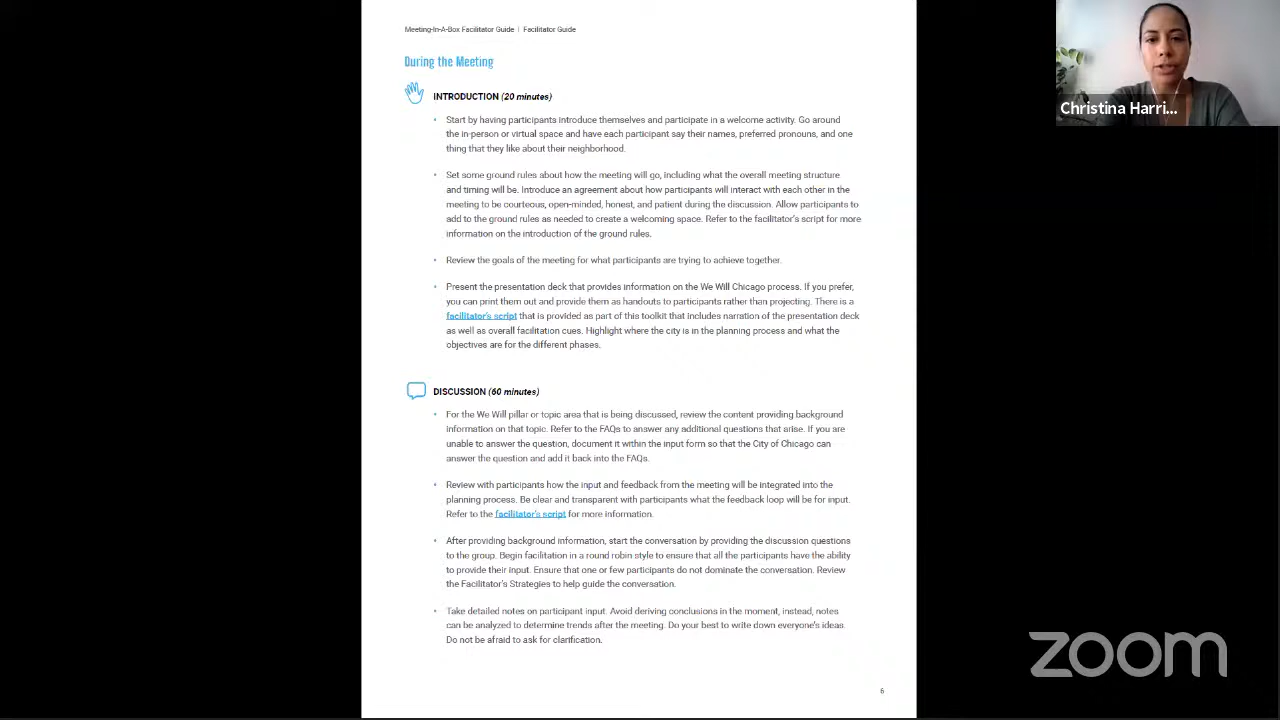 Meeting-In-A-Box Facilitator Guide | Facilitator Guide
During the Meeting
INTRODUCTION (20 minutes)
• Start by having participants introduce themselves and participate in a welcome activity. Go around
the in-person or virtual space and have each participant say their names, preferred pronouns, and one
thing that they like about their neighborhood.
• Set some ground rules about how the meeting will go, including what the overall meeting structure
and timing will be. Introduce an agreement about how participants will interact with each other in the
meeting to be courteous, open-minded, honest, and patient during the discussion. Allow participants to
add to the ground rules as needed to create a welcoming space. Refer to the facilitator's script for more
information on the introduction of the ground rules.
• Review the goals of the meeting for what participants are trying to achieve together.
• Present the presentation deck that provides information on the We Will Chicago process. If you prefer,
you can print them out and provide them as handouts to participants rather than projecting. There is a
facilitator's script that is provided as part of this toolkit that includes narration of the presentation deck
as well as overall facilitation cues. Highlight where the city is in the planning process and what the
objectives are for the different phases.
DISCUSSION (60 minutes)
• For the We Will pillar or topic area that is being discussed, review the content providing background
information on that topic. Refer to the FAQs to answer any additional questions that arise. If you are
unable to answer the question, document it within the input form so that the City of Chicago can
answer the question and add it back into the FAQs.
• Review with participants how the input and feedback from the meeting will be integrated into the
planning process. Be clear and transparent with participants what the feedback loop will be for input.
Refer to the facilitator's script for more information.
• After providing background information, start the conversation by providing the discussion questions
to the group. Begin facilitation in a round robin style to ensure that all the participants have the ability
to provide their input. Ensure that one or few participants do not dominate the conversation. Review
the Facilitator's Strategies to help guide the conversation.
• Take detailed notes on participant input. Avoid deriving conclusions in the moment, instead, notes
can be analyzed to determine trends after the meeting. Do your best to write down everyone's ideas.
Do not be afraid to ask for clarification.
6
Christina Harri...
zoom